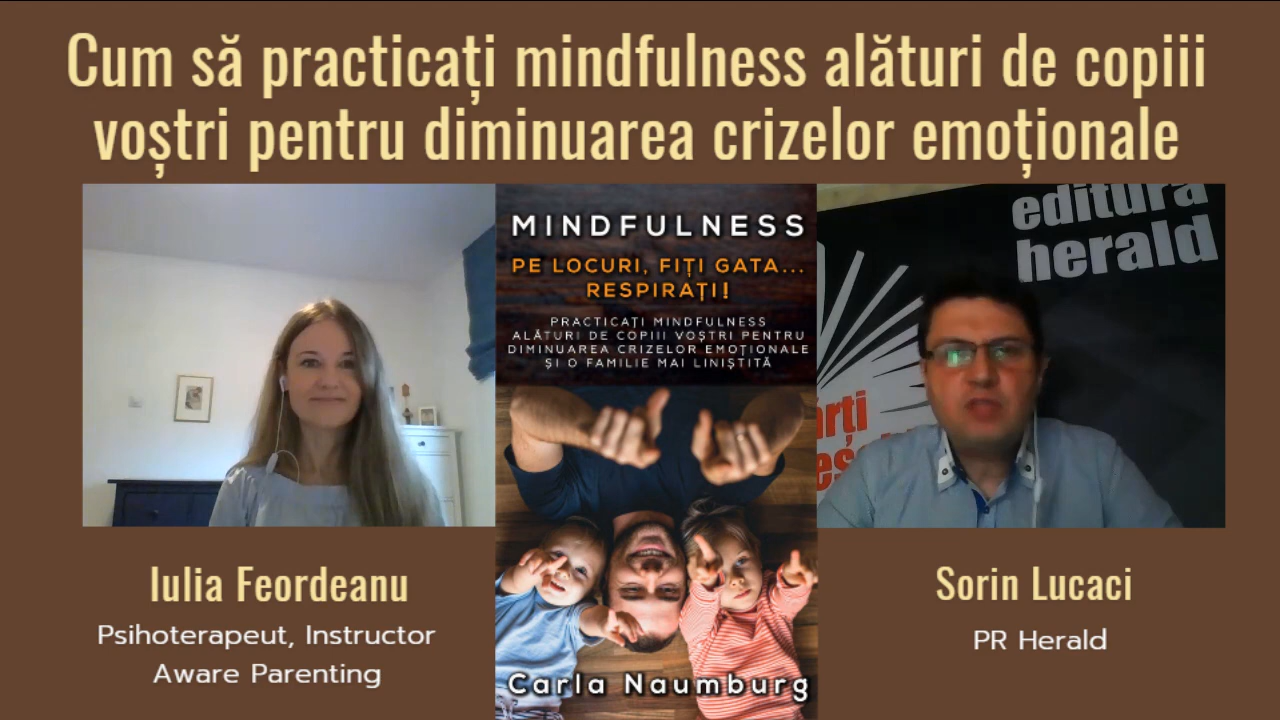 Cum să practicați mindfulness alături de copiii
voștri pentru diminuarea crizelor emoționale
MINDFULNESS
PE LOCURI, FIȚI GATA...
RESPIRAȚI!
PRACTICAȚI MINDFULNESS
ALĂTURI DE COPIII VOȘTRI PENTRU
DIMINUAREA CRIZELOR EMOȚIONALE
ȘI O FAMILIE MAI LINIȘTITĂ
Carla Naumburg
editura
herald
Iulia Feordeanu
Psihoterapeut, Instructor
Aware Parenting
Sorin Lucaci
PR Herald